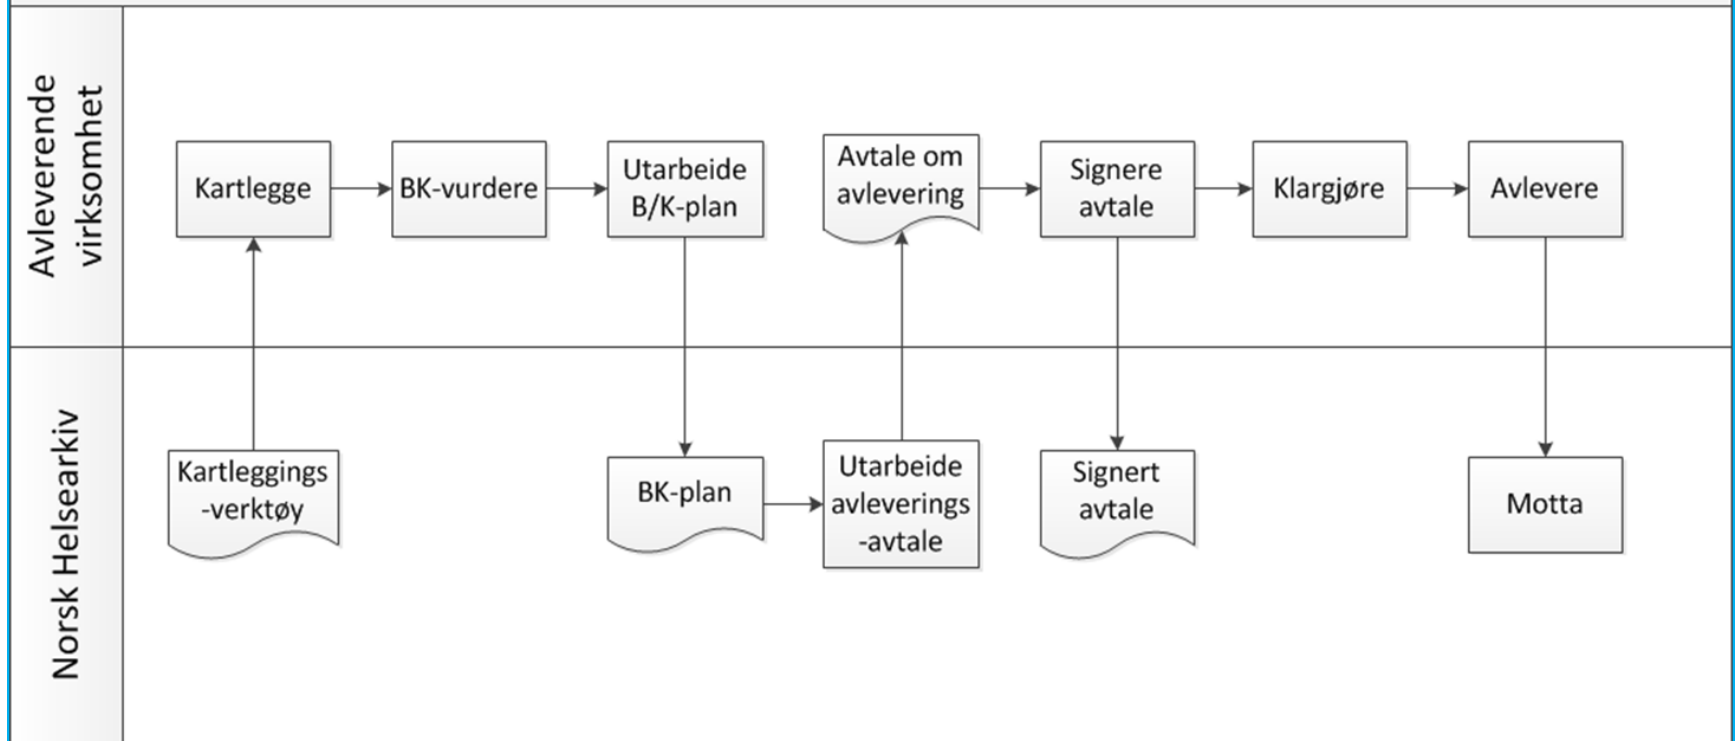 Avleverende
virksomhet
Kartlegge
BK-vurdere
Utarbeide
B/K-plan
Avtale om
avlevering
Signere
avtale
Klargjøre
Avlevere
Norsk Helsearkiv
Kartleggings
-verktøy
BK-plan
Utarbeide
avleverings
-avtale
Signert
avtale
Motta